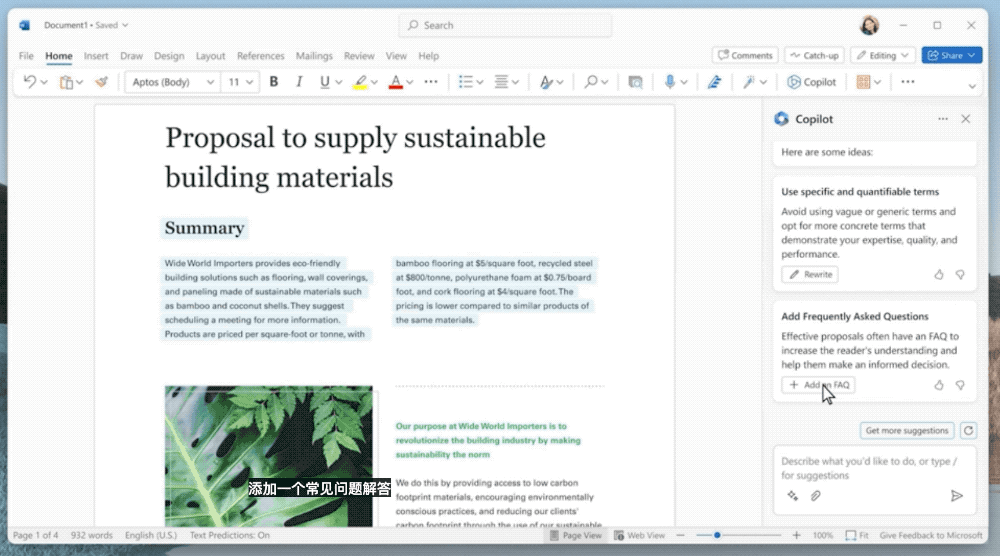 Document1 • Saved
Search
File Home Insert Draw Design Layout References Mailings Review View Help
Comments Catch-up Editing Share
Aptos (Body) 11 B I U A Copilot
Proposal to supply sustainable
building materials
Summary
Wide World Importers provides eco-friendly
building solutions such as flooring, wall coverings,
and paneling made of sustainable materials such
as bamboo and coconut shells. They suggest
scheduling a meeting for more information.
Products are priced per square-foot or tonne, with
bamboo flooring at $5/square foot, recycled steel
at $800/tonne, polyurethane foam at $0.75/board
foot, and cork flooring at $4/square foot. The
pricing is lower compared to similar products of
the same materials.
Our purpose at Wide World Importers is to
revolutionize the building industry by making
sustainability the norm
We do this by providing access to low carbon
footprint materials, encouraging environmentally
conscious practices, and reducing our clients'
carbon footprint through the use of our sustainable
添加一个常见问题解答
Copilot
Here are some ideas:
Use specific and quantifiable terms
Avoid using vague or generic terms and
opt for more concrete terms that
demonstrate your expertise, quality, and
performance.
Rewrite
Add Frequently Asked Questions
Effective proposals often have an FAQ to
increase the reader's understanding and
help them make an informed decision.
Add an FAQ
Get more suggestions
Describe what you'd like to do, or type /
for suggestions
Page 1 of 4 932 words English (U.S.) Text Predictions: On Page View Web View 100% Fit Give Feedback to Microsoft